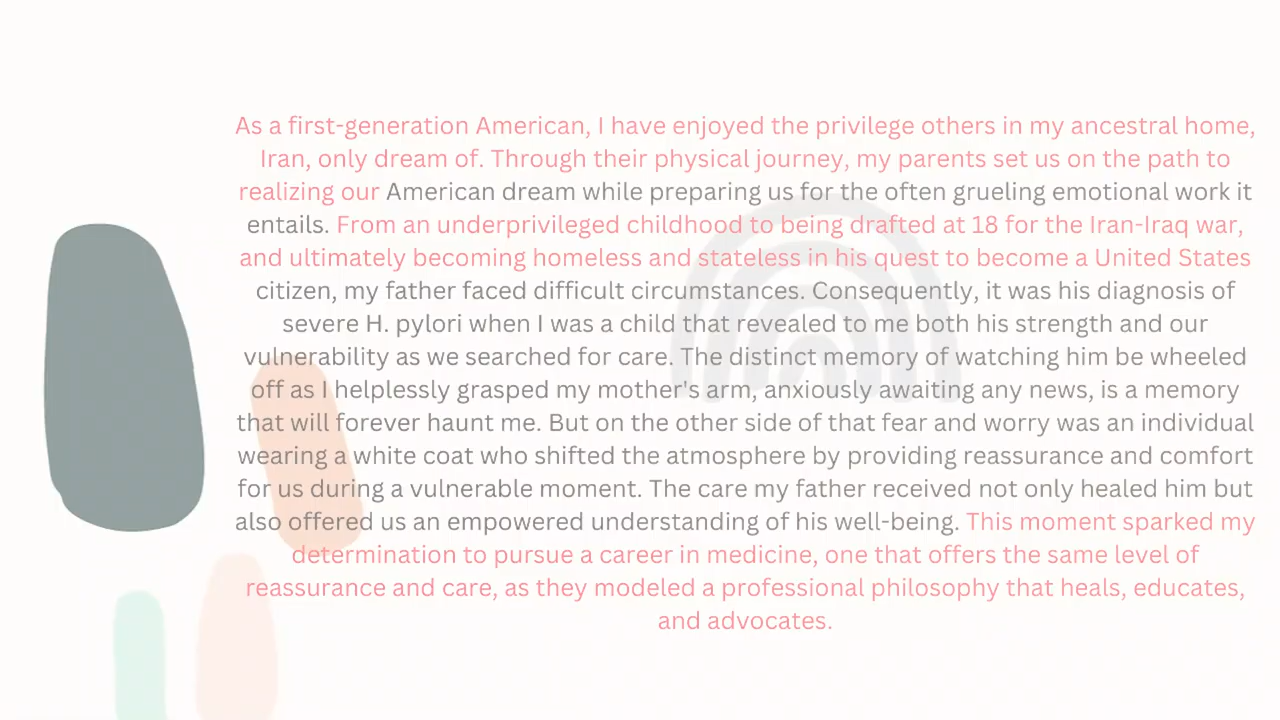 As a first-generation American, I have enjoyed the privilege others in my ancestral home,
Iran, only dream of. Through their physical journey, my parents set us on the path to
realizing our American dream while preparing us for the often grueling emotional work it
entails. From an underprivileged childhood to being drafted at 18 for the Iran-Iraq war,
and ultimately becoming homeless and stateless in his quest to become a United States
citizen, my father faced difficult circumstances. Consequently, it was his diagnosis of
severe H. pylori when I was a child that revealed to me both his strength and our
vulnerability as we searched for care. The distinct memory of watching him be wheeled
off as I helplessly grasped my mother's arm, anxiously awaiting any news, is a memory
that will forever haunt me. But on the other side of that fear and worry was an individual
wearing a white coat who shifted the atmosphere by providing reassurance and comfort
for us during a vulnerable moment. The care my father received not only healed him but
also offered us an empowered understanding of his well-being. This moment sparked my
determination to pursue a career in medicine, one that offers the same level of
reassurance and care, as they modeled a professional philosophy that heals, educates,
and advocates.